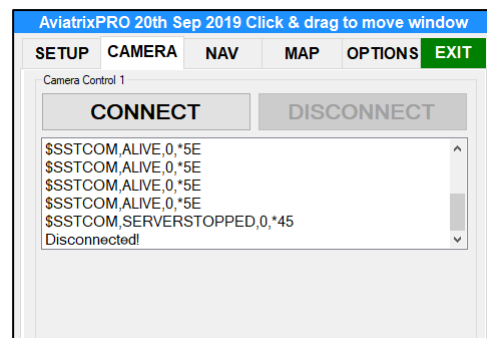 AviatrixPRO 20th Sep 2019 Click & drag to move window
SETUP CAMERA NAV MAP OPTIONS EXIT
Camera Control 1
CONNECT DISCONNECT
$SSTCOM,ALIVE,0,*5E
$SSTCOM,ALIVE,0,*5E
$SSTCOM,ALIVE,0,*5E
$SSTCOM,ALIVE,0,*5E
$SSTCOM,SERVERSTOPPED,0,*45
Disconnected!